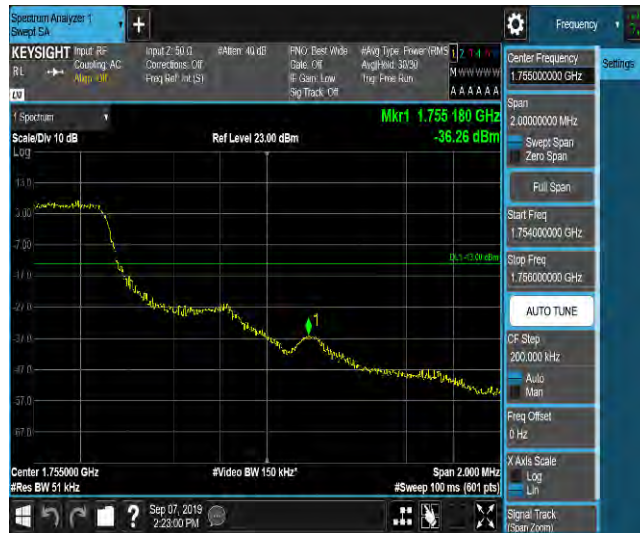 Spectrum Analyzer 1
Swept SA
+
Frequency
KEYSIGHT
RL
Input: RF
Coupling: AC
Align: Off
Input Z: 50 Ω
Corrections: Off
Freq Ref: Int (S)
#Atten: 40 dB
PNO: Best Wide
Gate: Off
IF Gain: Low
Sig Track: Off
#Avg Type: Power (RMS
Avg|Hold: 30/30
Trig: Free Run
M W W W W W
A A A A A A
LXI
1 Spectrum
Scale/Div 10 dB
Log
Ref Level 23.00 dBm
Mkr1 1.755 180 GHz
-36.26 dBm
13.0
3.00
-7.00
-17.0
-27.0
-37.0
-47.0
-57.0
-67.0
DL1 -13.00 dBm
1
Center 1.755000 GHz
#Res BW 51 kHz
#Video BW 150 kHz*
Span 2.000 MHz
#Sweep 100 ms (601 pts)
Center Frequency
1.755000000 GHz
Settings
Span
2.00000000 MHz
Swept Span
Zero Span
Full Span
Start Freq
1.754000000 GHz
Stop Freq
1.756000000 GHz
AUTO TUNE
CF Step
200.000 kHz
Auto
Man
Freq Offset
0 Hz
X Axis Scale
Log
Lin
Signal Track
(Span Zoom)
?
Sep 07, 2019
2:23:00 PM